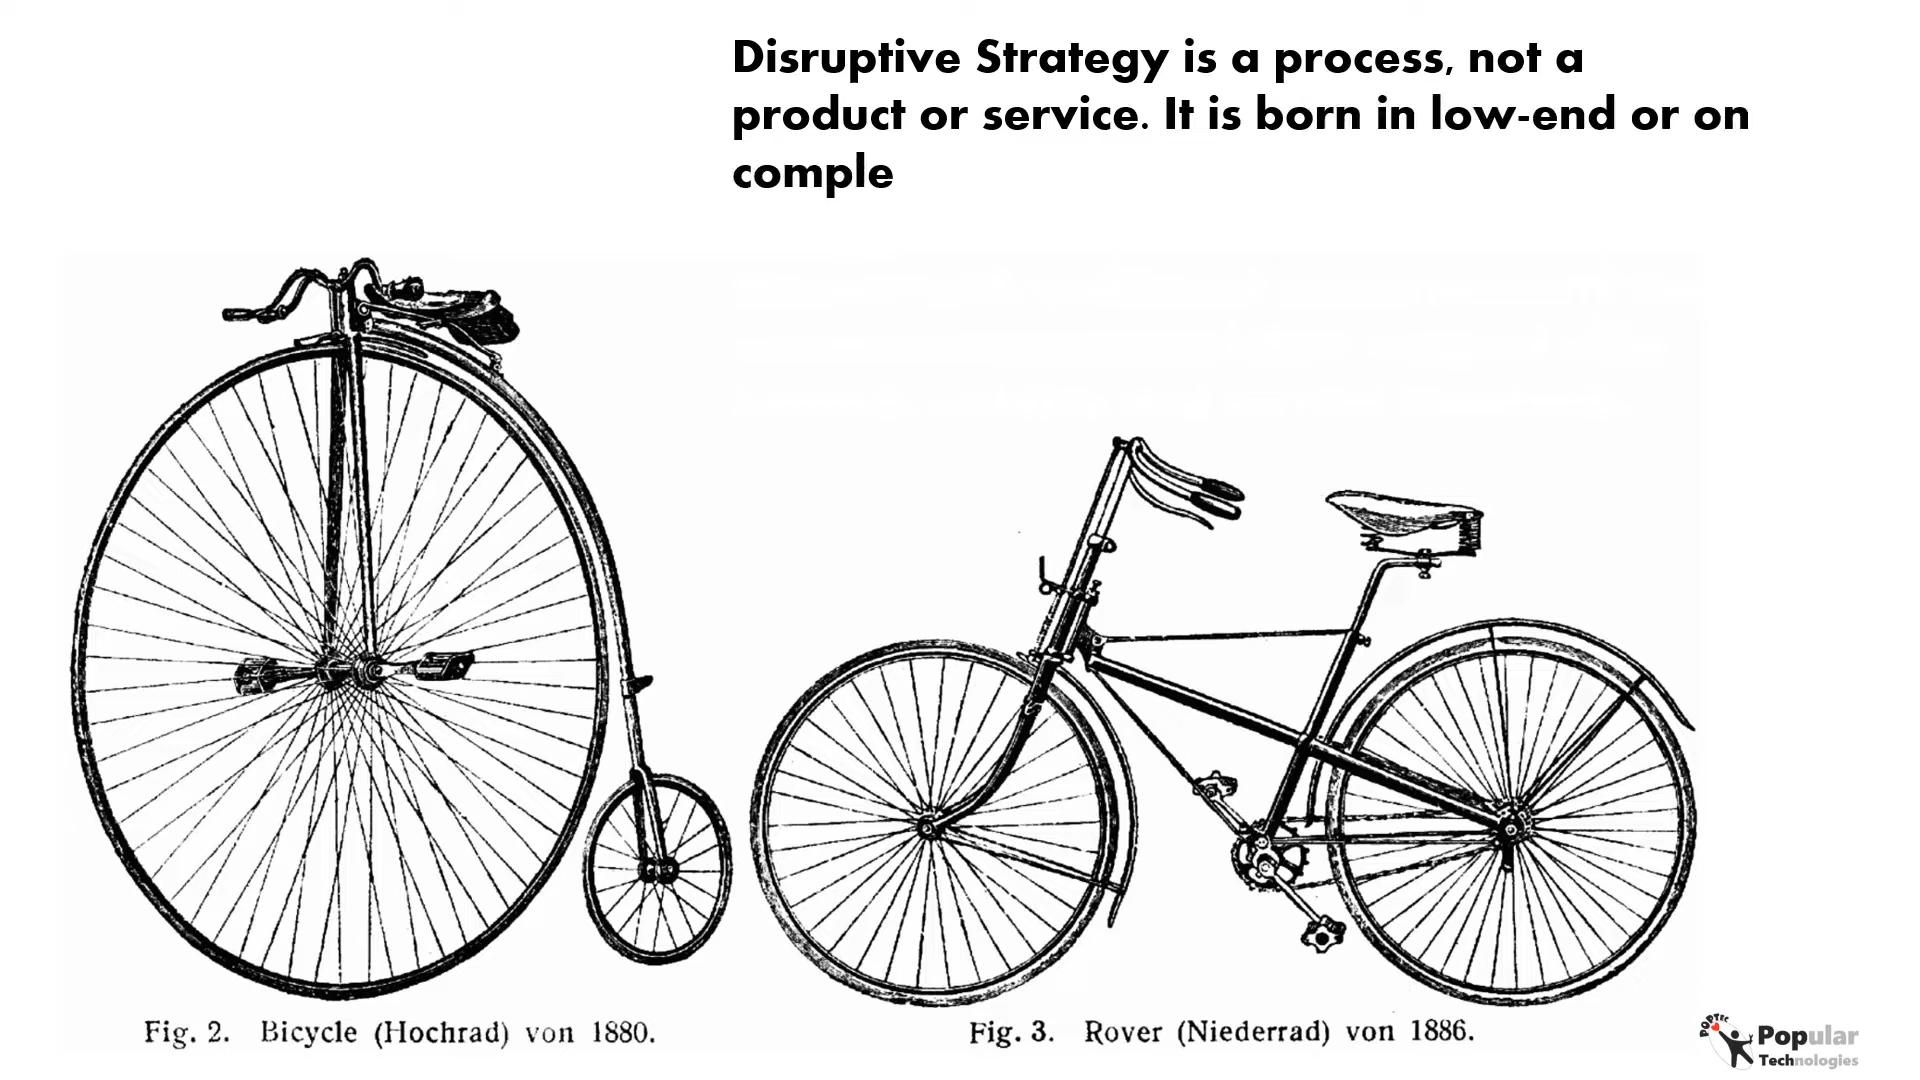 Disruptive Strategy is a process, not a
product or service. It is born in low-end or on
comple
Fig. 2. Bicycle (Hochrad) von 1880.
Fig. 3. Rover (Niederrad) von 1886.
POPTEC
Popular
Technologies